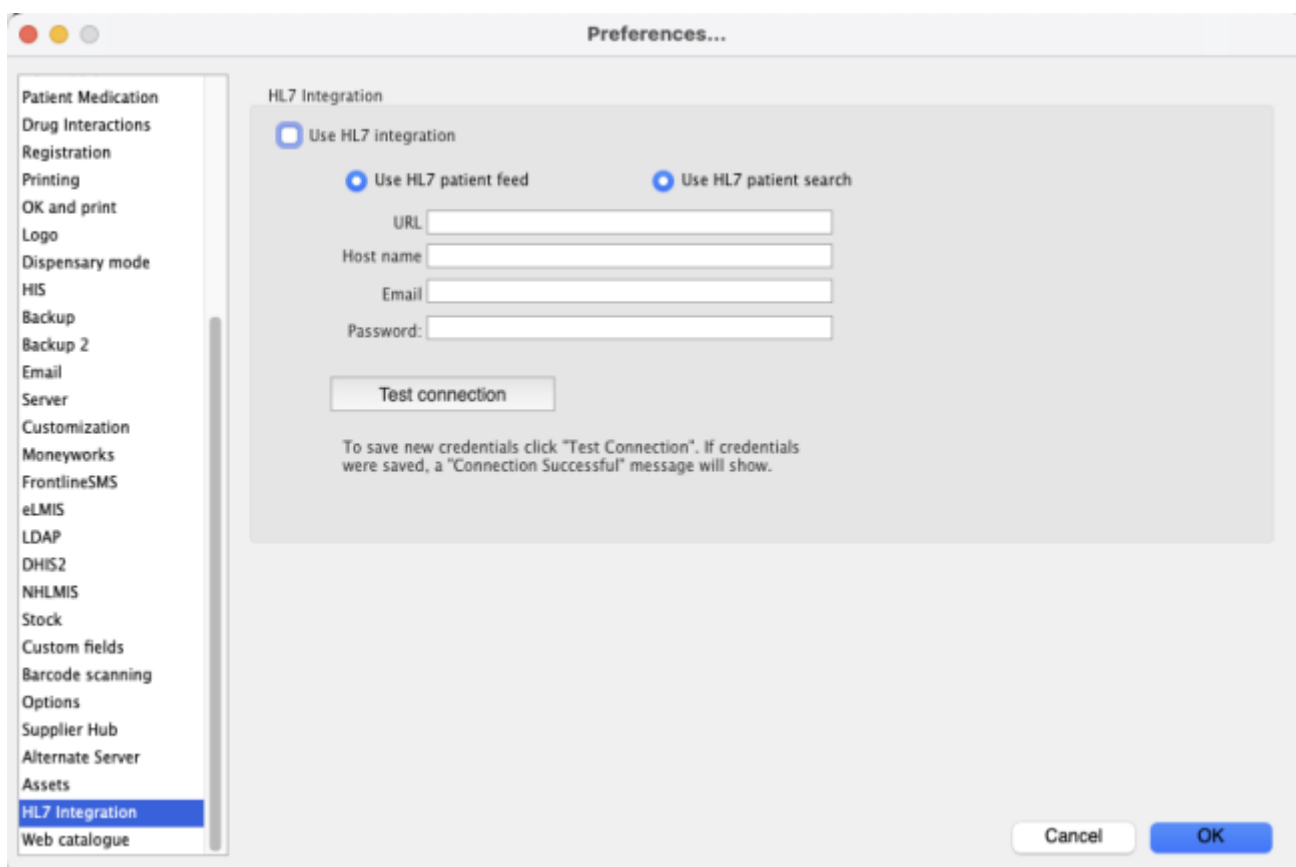 Preferences...
Patient Medication
Drug Interactions
Registration
Printing
OK and print
Logo
Dispensary mode
HIS
Backup
Backup 2
Email
Server
Customization
Moneyworks
FrontlineSMS
eLMIS
LDAP
DHIS2
NHLMIS
Stock
Custom fields
Barcode scanning
Options
Supplier Hub
Alternate Server
Assets
HL7 Integration
Web catalogue
HL7 Integration
Use HL7 integration
Use HL7 patient feed
Use HL7 patient search
URL
Host name
Email
Password:
Test connection
To save new credentials click "Test Connection". If credentials
were saved, a "Connection Successful" message will show.
Cancel
OK